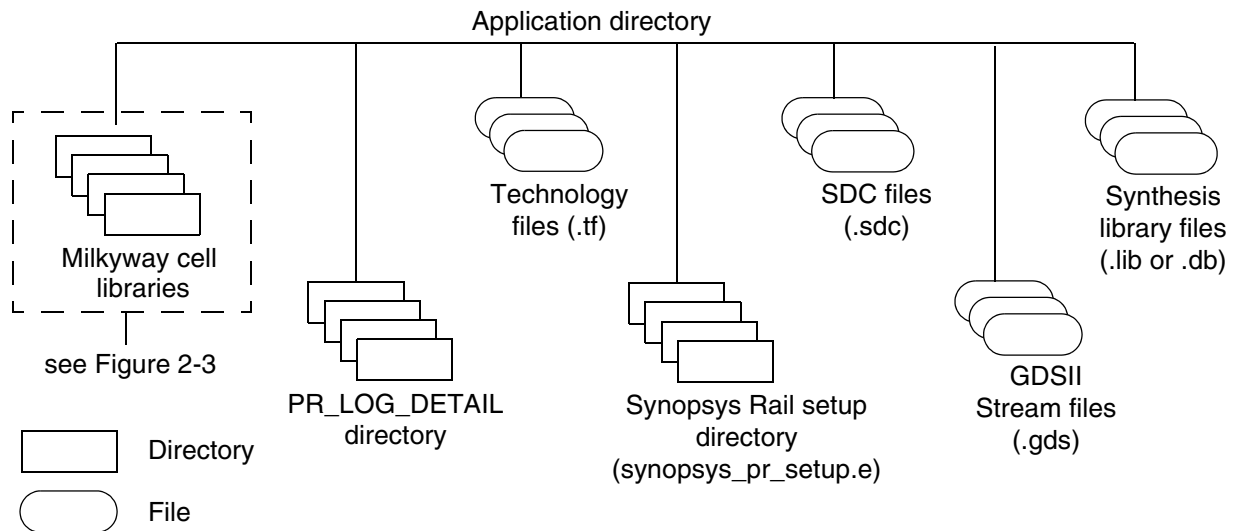 Application directory
Milkyway cell
libraries
see Figure 2-3
PR_LOG_DETAIL
directory
Technology
files (.tf)
Synopsys Rail setup
directory
(synopsys_pr_setup.e)
SDC files
(.sdc)
GDSII
Stream files
(.gds)
Synthesis
library files
(.lib or .db)
Directory
File